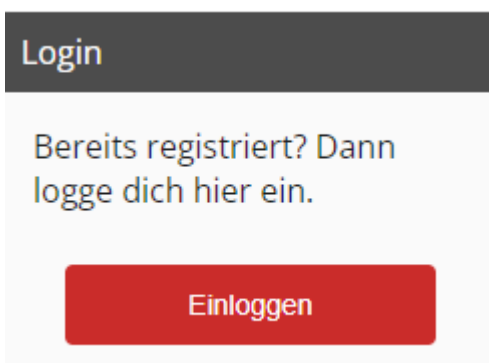 Login
Bereits registriert? Dann
logge dich hier ein.
Einloggen